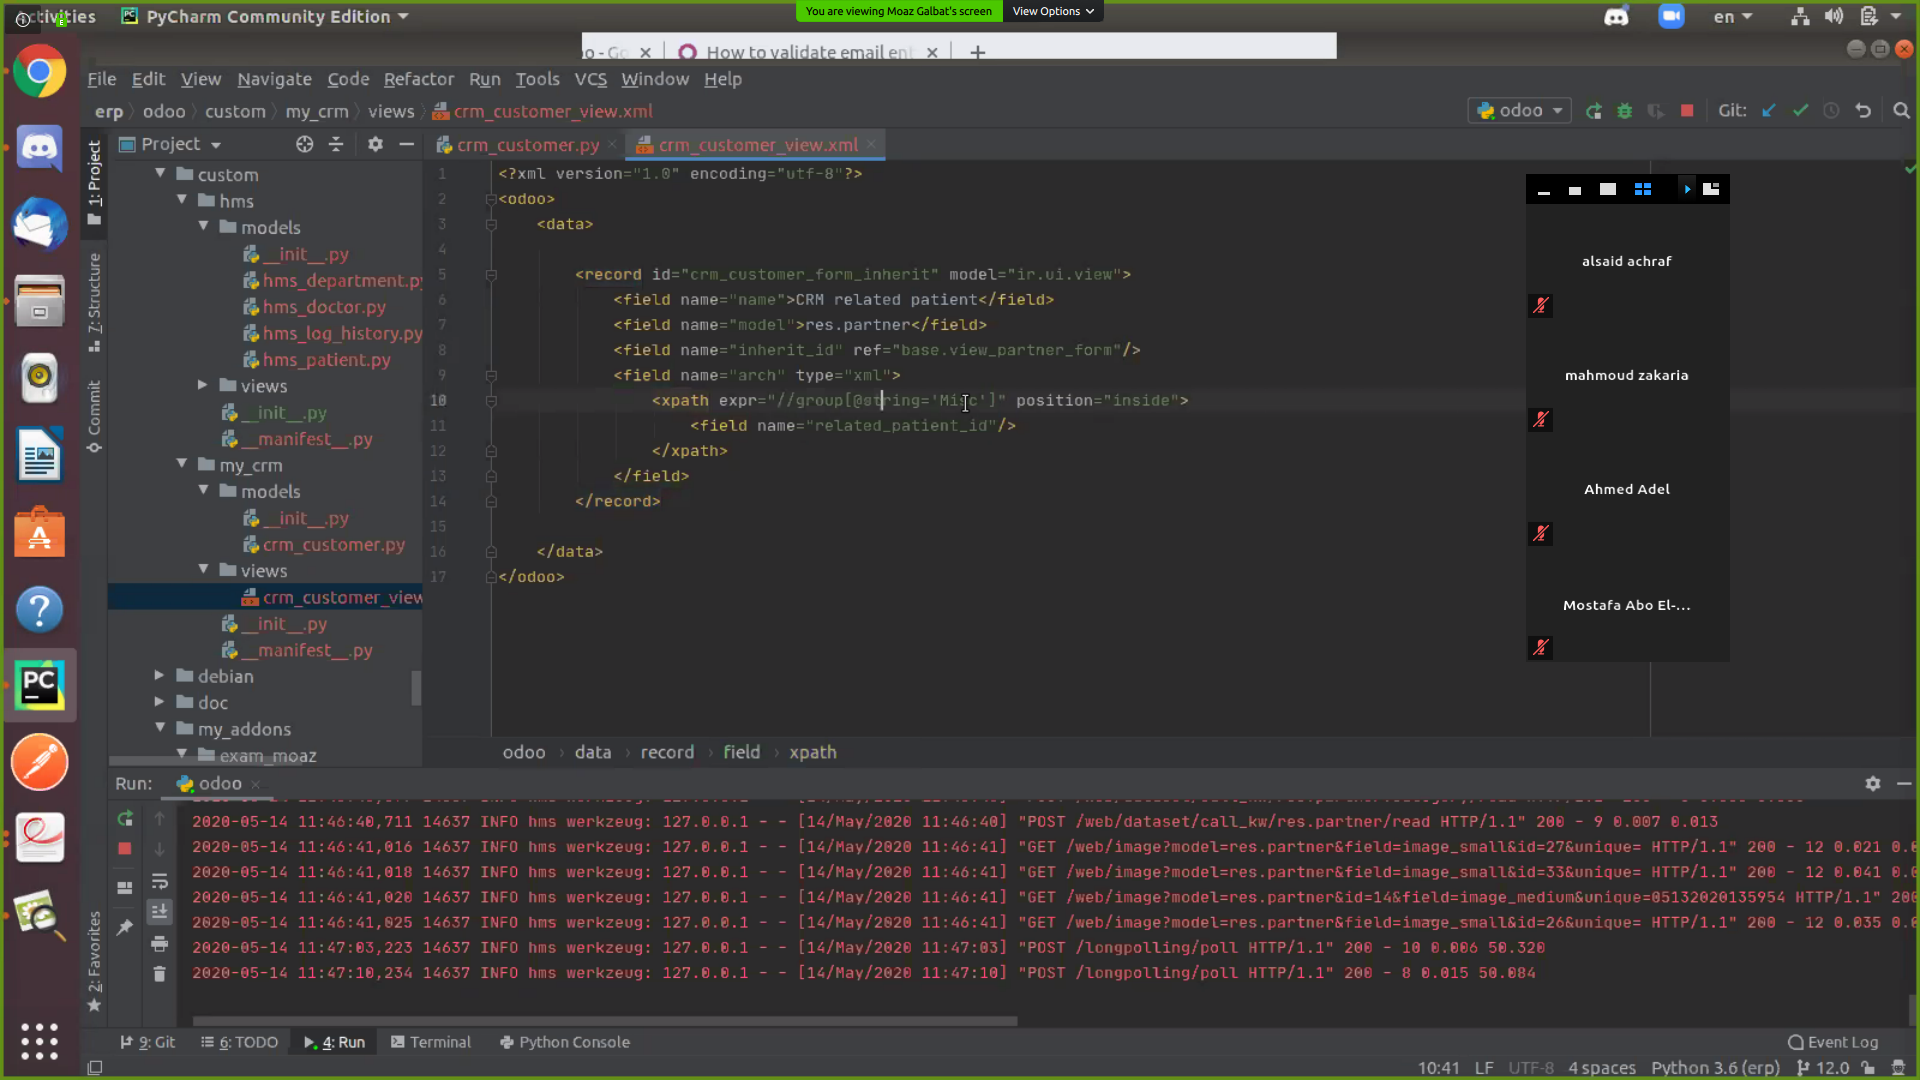 Activities
PyCharm Community Edition
You are viewing Moaz Galbat's screen
View Options
en
How to validate email ent
File Edit View Navigate Code Refactor Run Tools VCS Window Help
erp odoo custom my_crm views crm_customer_view.xml
odoo
Git:
Project
crm_customer.py
crm_customer_view.xml
1: Project
Z: Structure
Commit
2: Favorites
custom
hms
models
__init__.py
hms_department.py
hms_doctor.py
hms_log_history.py
hms_patient.py
views
__init__.py
__manifest__.py
my_crm
models
__init__.py
crm_customer.py
views
crm_customer_view
__init__.py
__manifest__.py
debian
doc
my_addons
exam_moaz
1 <?xml version="1.0" encoding="utf-8"?>
2 <odoo>
3 <data>
4
5 <record id="crm_customer_form_inherit" model="ir.ui.view">
6 <field name="name">CRM related patient</field>
7 <field name="model">res.partner</field>
8 <field name="inherit_id" ref="base.view_partner_form"/>
9 <field name="arch" type="xml">
10 <xpath expr="//group[@string='Misc']" position="inside">
11 <field name="related_patient_id"/>
12 </xpath>
13 </field>
14 </record>
15
16 </data>
17 </odoo>
alsaid achraf
mahmoud zakaria
Ahmed Adel
Mostafa Abo El-...
odoo data record field xpath
Run: odoo
2020-05-14 11:46:40,711 14637 INFO hms werkzeug: 127.0.0.1 - - [14/May/2020 11:46:40] "POST /web/dataset/call_kw/res.partner/read HTTP/1.1" 200 - 9 0.007 0.013
2020-05-14 11:46:41,016 14637 INFO hms werkzeug: 127.0.0.1 - - [14/May/2020 11:46:41] "GET /web/image?model=res.partner&field=image_small&id=27&unique= HTTP/1.1" 200 - 12 0.021 0.0
2020-05-14 11:46:41,018 14637 INFO hms werkzeug: 127.0.0.1 - - [14/May/2020 11:46:41] "GET /web/image?model=res.partner&field=image_small&id=33&unique= HTTP/1.1" 200 - 12 0.041 0.0
2020-05-14 11:46:41,020 14637 INFO hms werkzeug: 127.0.0.1 - - [14/May/2020 11:46:41] "GET /web/image?model=res.partner&id=14&field=image_medium&unique=05132020135954 HTTP/1.1" 200
2020-05-14 11:46:41,025 14637 INFO hms werkzeug: 127.0.0.1 - - [14/May/2020 11:46:41] "GET /web/image?model=res.partner&field=image_small&id=26&unique= HTTP/1.1" 200 - 12 0.035 0.0
2020-05-14 11:47:03,223 14637 INFO hms werkzeug: 127.0.0.1 - - [14/May/2020 11:47:03] "POST /longpolling/poll HTTP/1.1" 200 - 10 0.006 50.320
2020-05-14 11:47:10,234 14637 INFO hms werkzeug: 127.0.0.1 - - [14/May/2020 11:47:10] "POST /longpolling/poll HTTP/1.1" 200 - 8 0.015 50.084
9: Git 6: TODO 4: Run Terminal Python Console
Event Log
10:41 LF UTF-8 4 spaces Python 3.6 (erp) 12.0